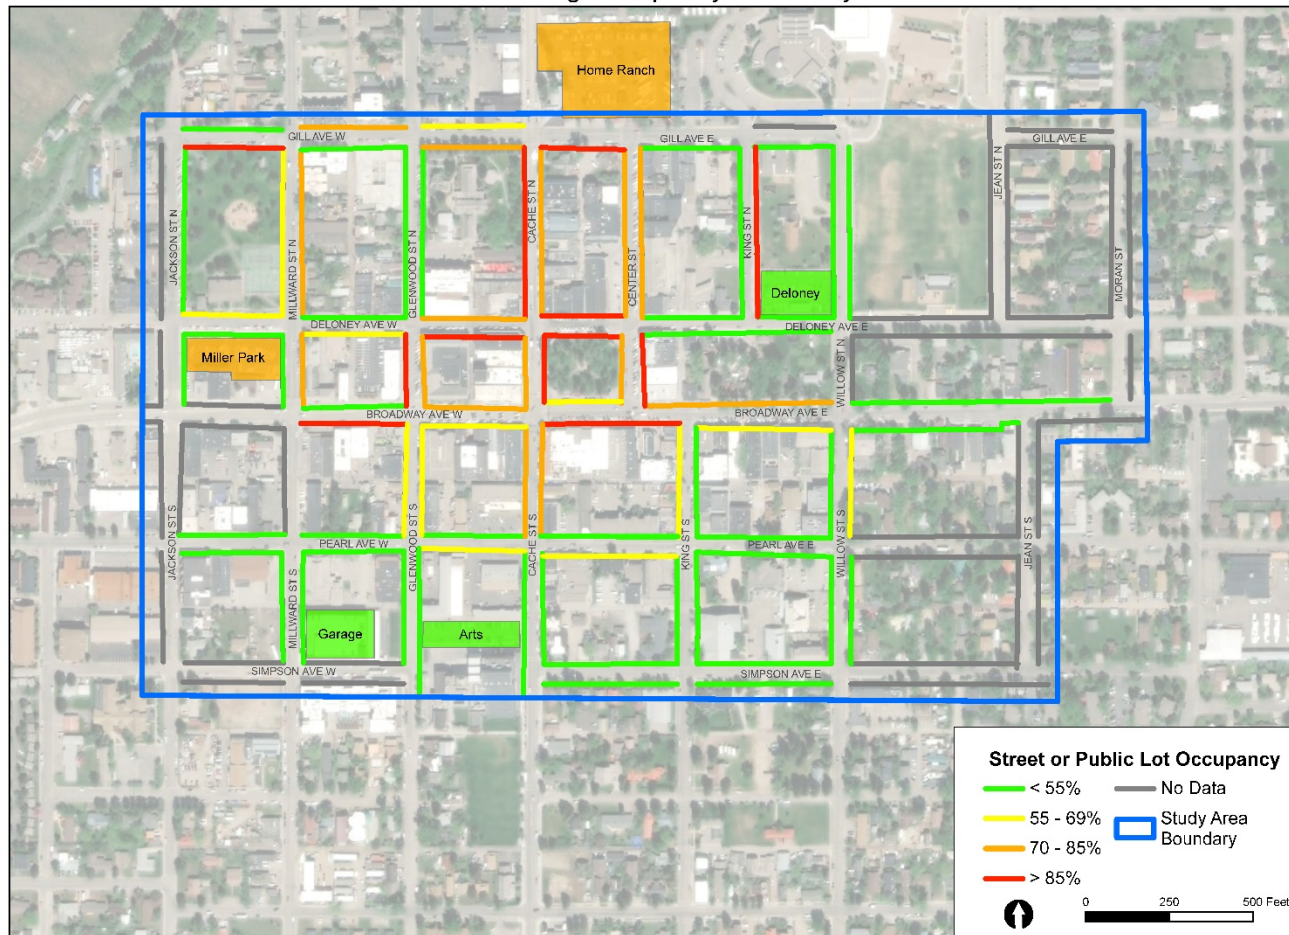 Home Ranch
GILL AVE W
GILL AVE E
GILL AVE E
JACKSON ST N
MILLWARD ST N
GLENWOOD ST N
CACHE ST N
CENTER ST
KING ST N
JEAN ST N
MORAN ST
Deloney
DELONEY AVE W
DELONEY AVE E
Miller Park
WILLOW ST N
BROADWAY AVE W
BROADWAY AVE E
JACKSON ST S
GLENWOOD ST S
CACHE ST S
KING ST S
WILLOW ST S
JEAN ST S
PEARL AVE W
PEARL AVE E
MILLWARD ST S
Garage
Arts
SIMPSON AVE W
SIMPSON AVE E
Street or Public Lot Occupancy
< 55%
No Data
55 - 69%
Study Area
Boundary
70 - 85%
> 85%
0 250 500 Feet